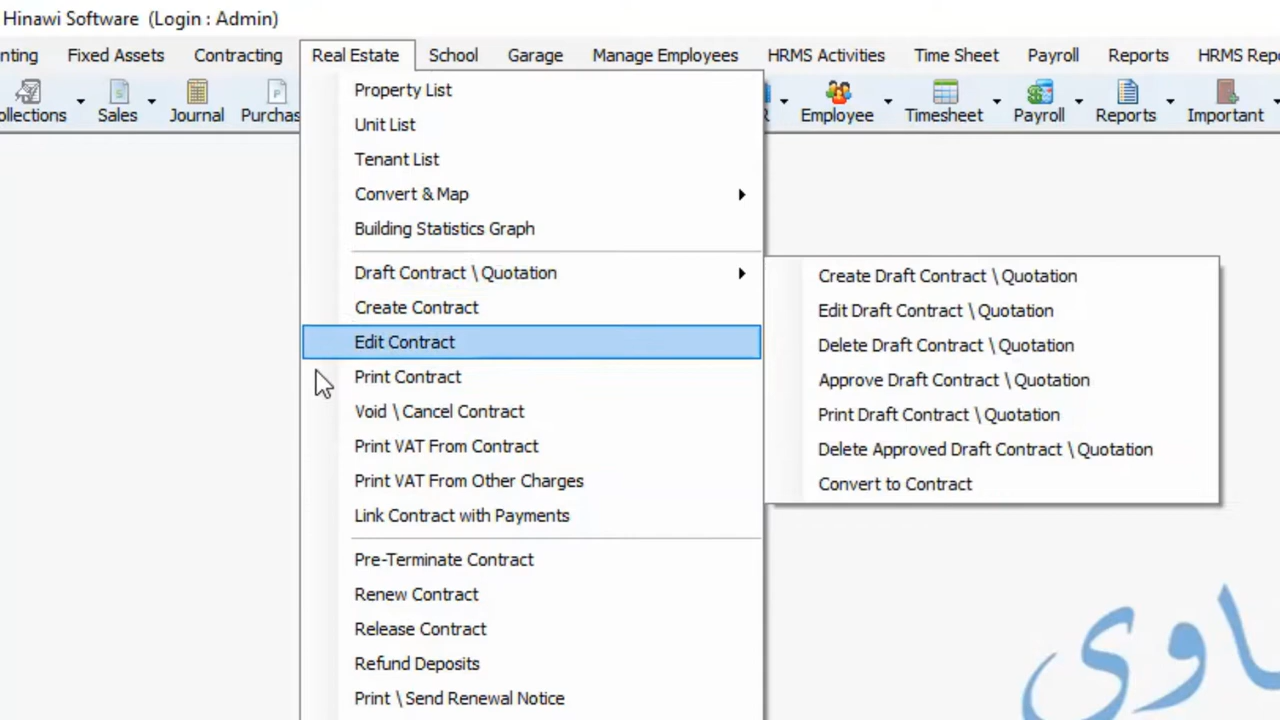 Hinawi Software (Login : Admin)
nting Fixed Assets Contracting Real Estate School Garage Manage Employees HRMS Activities Time Sheet Payroll Reports HRMS Repo
ollections Sales Journal Purchas R Employee Timesheet Payroll Reports Important
Property List
Unit List
Tenant List
Convert & Map
Building Statistics Graph
Draft Contract \ Quotation
Create Contract
Edit Contract
Print Contract
Void \ Cancel Contract
Print VAT From Contract
Print VAT From Other Charges
Link Contract with Payments
Pre-Terminate Contract
Renew Contract
Release Contract
Refund Deposits
Print \ Send Renewal Notice
Create Draft Contract \ Quotation
Edit Draft Contract \ Quotation
Delete Draft Contract \ Quotation
Approve Draft Contract \ Quotation
Print Draft Contract \ Quotation
Delete Approved Draft Contract \ Quotation
Convert to Contract
ـاوى